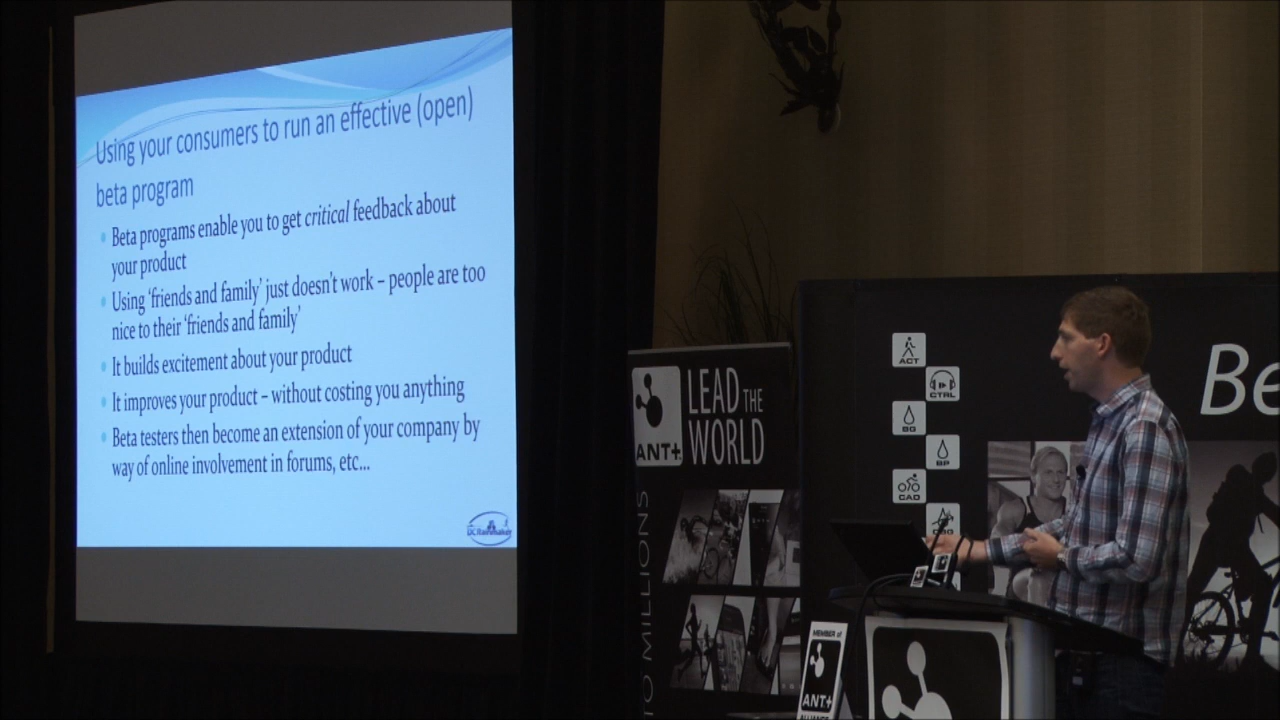 Using your consumers to run an effective (open)
beta program
Beta programs enable you to get critical feedback about
your product
Using ‘friends and family’ just doesn’t work – people are too
nice to their ‘friends and family’
It builds excitement about your product
It improves your product – without costing you anything
Beta testers then become an extension of your company by
way of online involvement in forums, etc...
DCRainmaker
ANT+
LEAD THE
WORLD
TO MILLIONS
ACT
CTRL
BG
BP
CAD
Be
MEMBER of
ANT+
ALLIANCE